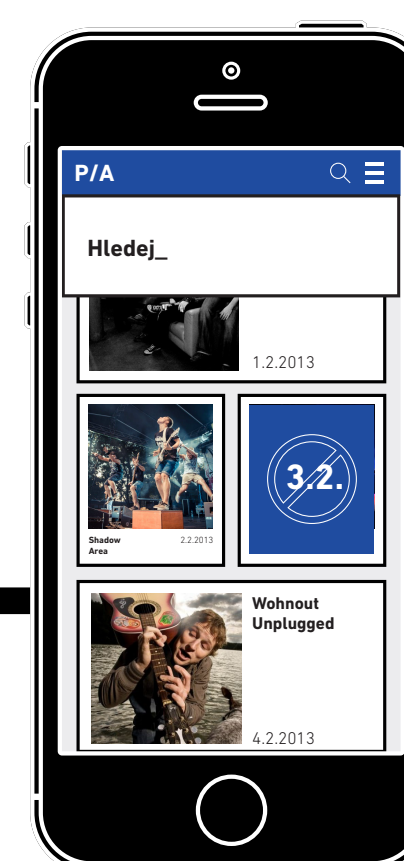 P/A
Hledej_
1.2.2013
3.2.
Shadow
Area
2.2.2013
Wohnout
Unplugged
4.2.2013